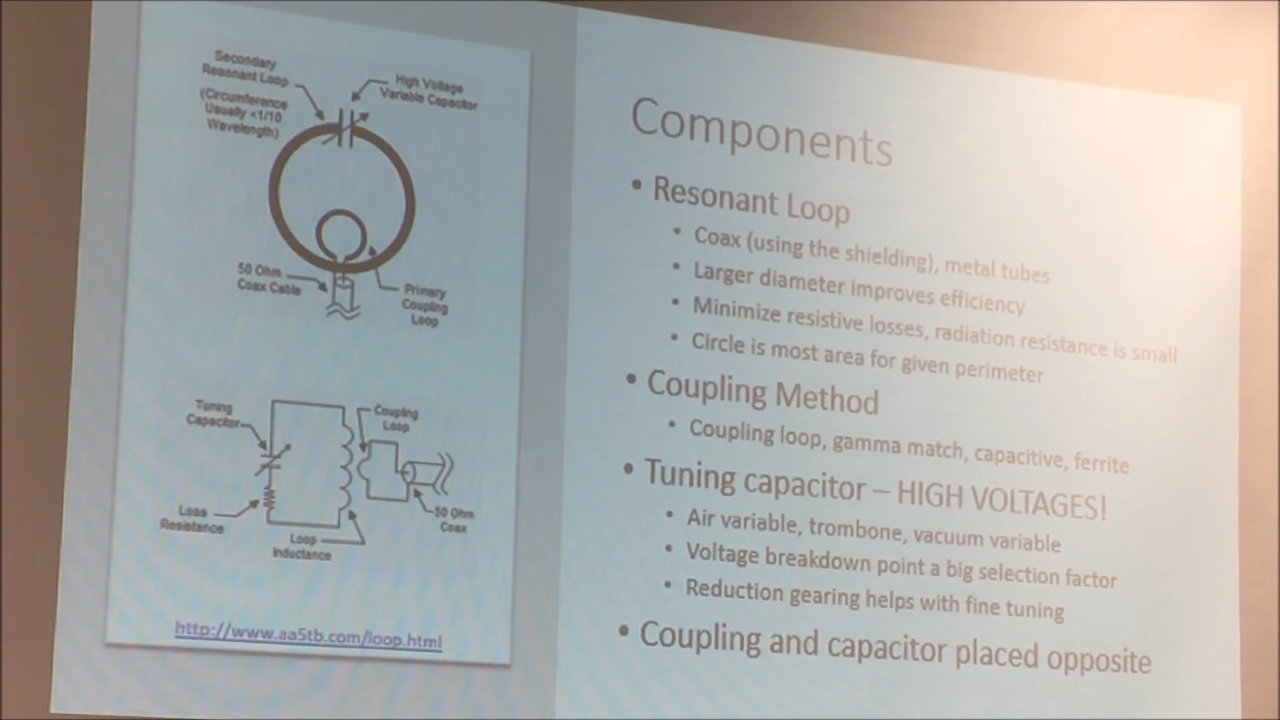 Secondary
Resonant Loop
(Circumference
Usually <1/10
Wavelength)
High Voltage
Variable Capacitor
50 Ohm
Coax Cable
Primary
Coupling
Loop
Tuning
Capacitor
Coupling
Loop
Loss
Resistance
Loop
Inductance
50 Ohm
Coax
http://www.aa5tb.com/loop.html
Components
• Resonant Loop
• Coax (using the shielding), metal tubes
• Larger diameter improves efficiency
• Minimize resistive losses, radiation resistance is small
• Circle is most area for given perimeter
• Coupling Method
• Coupling loop, gamma match, capacitive, ferrite
• Tuning capacitor – HIGH VOLTAGES!
• Air variable, trombone, vacuum variable
• Voltage breakdown point a big selection factor
• Reduction gearing helps with fine tuning
• Coupling and capacitor placed opposite